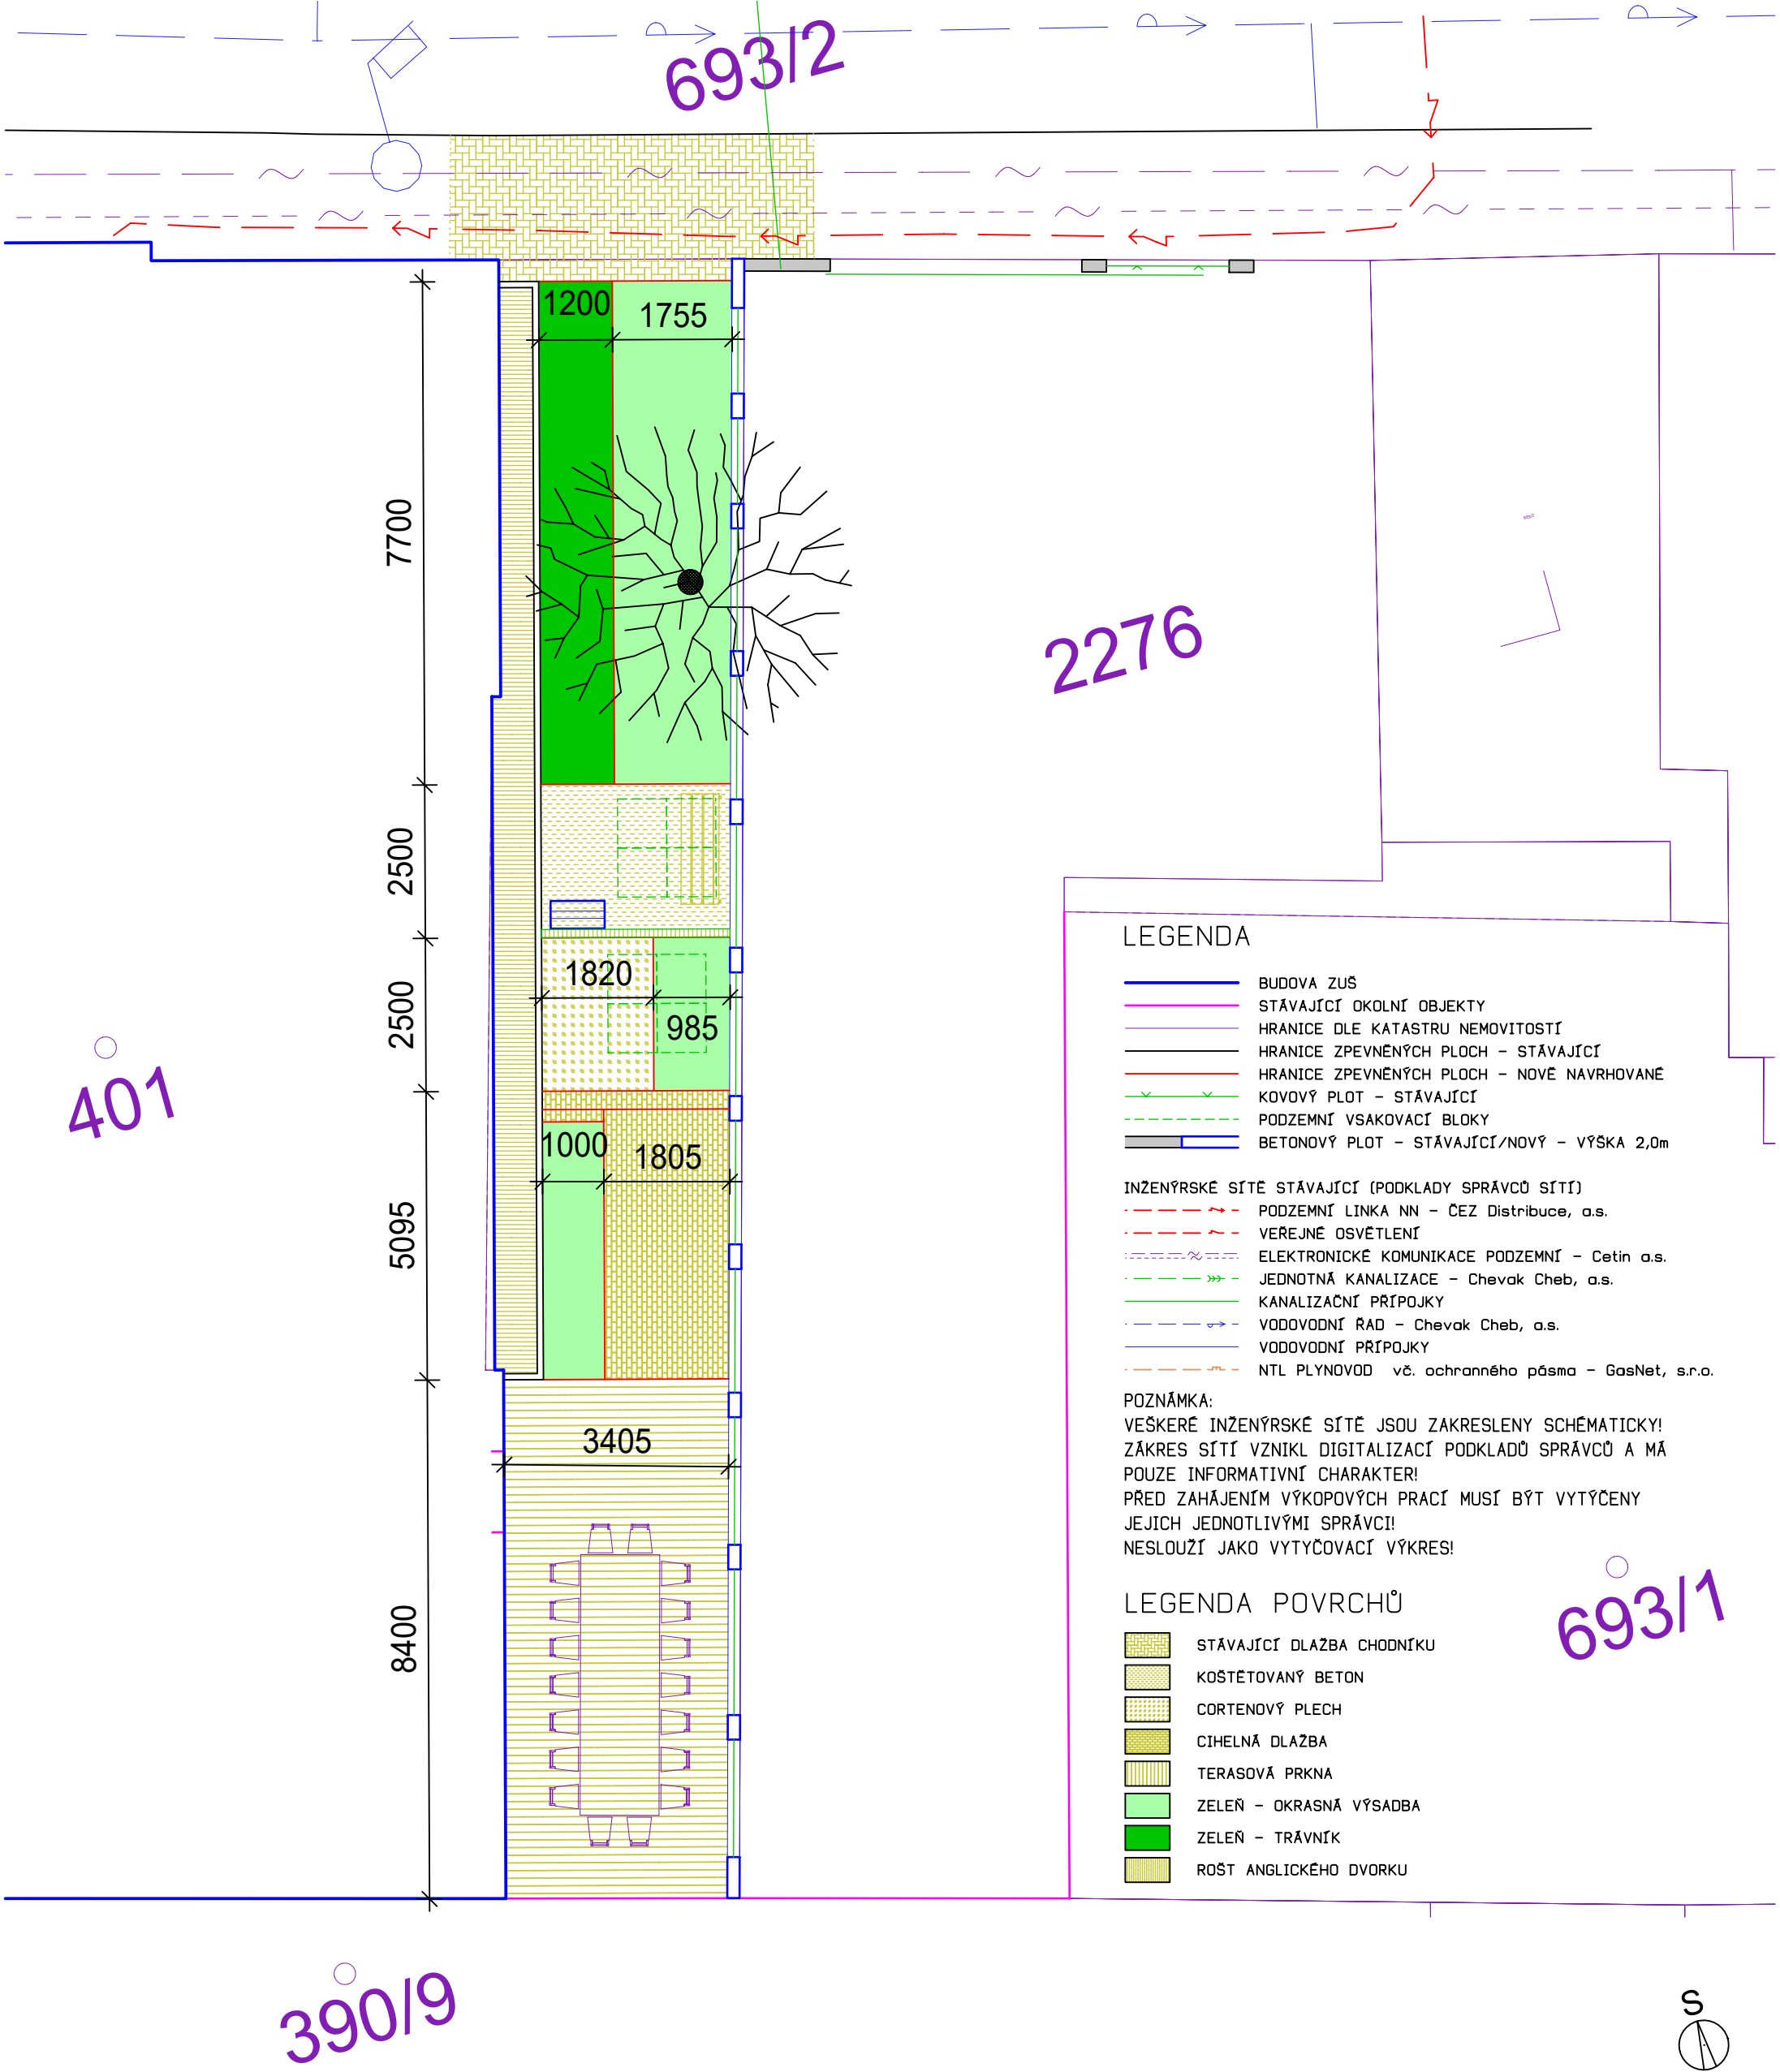 693/2
1200
1755
7700
2276
2500
1820
985
2500
401
1000
1805
5095
3405
8400
LEGENDA
BUDOVA ZUŠ
STÁVAJÍCÍ OKOLNÍ OBJEKTY
HRANICE DLE KATASTRU NEMOVITOSTÍ
HRANICE ZPEVNĚNÝCH PLOCH - STÁVAJÍCÍ
HRANICE ZPEVNĚNÝCH PLOCH - NOVĚ NAVRHOVANÉ
KOVOVÝ PLOT - STÁVAJÍCÍ
PODZEMNÍ VSAKOVACÍ BLOKY
BETONOVÝ PLOT - STÁVAJÍCÍ/NOVÝ - VÝŠKA 2,0m
INŽENÝRSKÉ SÍTĚ STÁVAJÍCÍ (PODKLADY SPRÁVCŮ SÍTÍ)
PODZEMNÍ LINKA NN - ČEZ Distribuce, a.s.
VEŘEJNÉ OSVĚTLENÍ
ELEKTRONICKÉ KOMUNIKACE PODZEMNÍ - Cetin a.s.
JEDNOTNÁ KANALIZACE - Chevak Cheb, a.s.
KANALIZAČNÍ PŘÍPOJKY
VODOVODNÍ ŘAD - Chevak Cheb, a.s.
VODOVODNÍ PŘÍPOJKY
NTL PLYNOVOD vč. ochranného pásma - GasNet, s.r.o.
POZNÁMKA:
VEŠKERÉ INŽENÝRSKÉ SÍTĚ JSOU ZAKRESLENY SCHÉMATICKY!
ZÁKRES SÍTÍ VZNIKL DIGITALIZACÍ PODKLADŮ SPRÁVCŮ A MÁ
POUZE INFORMATIVNÍ CHARAKTER!
PŘED ZAHÁJENÍM VÝKOPOVÝCH PRACÍ MUSÍ BÝT VYTÝČENY
JEJICH JEDNOTLIVÝMI SPRÁVCI!
NESLOUŽÍ JAKO VYTYČOVACÍ VÝKRES!
693/1
LEGENDA POVRCHŮ
STÁVAJÍCÍ DLAŽBA CHODNÍKU
KOŠTĚTOVANÝ BETON
CORTENOVÝ PLECH
CIHELNÁ DLAŽBA
TERASOVÁ PRKNA
ZELEŇ - OKRASNÁ VÝSADBA
ZELEŇ - TRÁVNÍK
ROŠT ANGLICKÉHO DVORKU
390/9
S